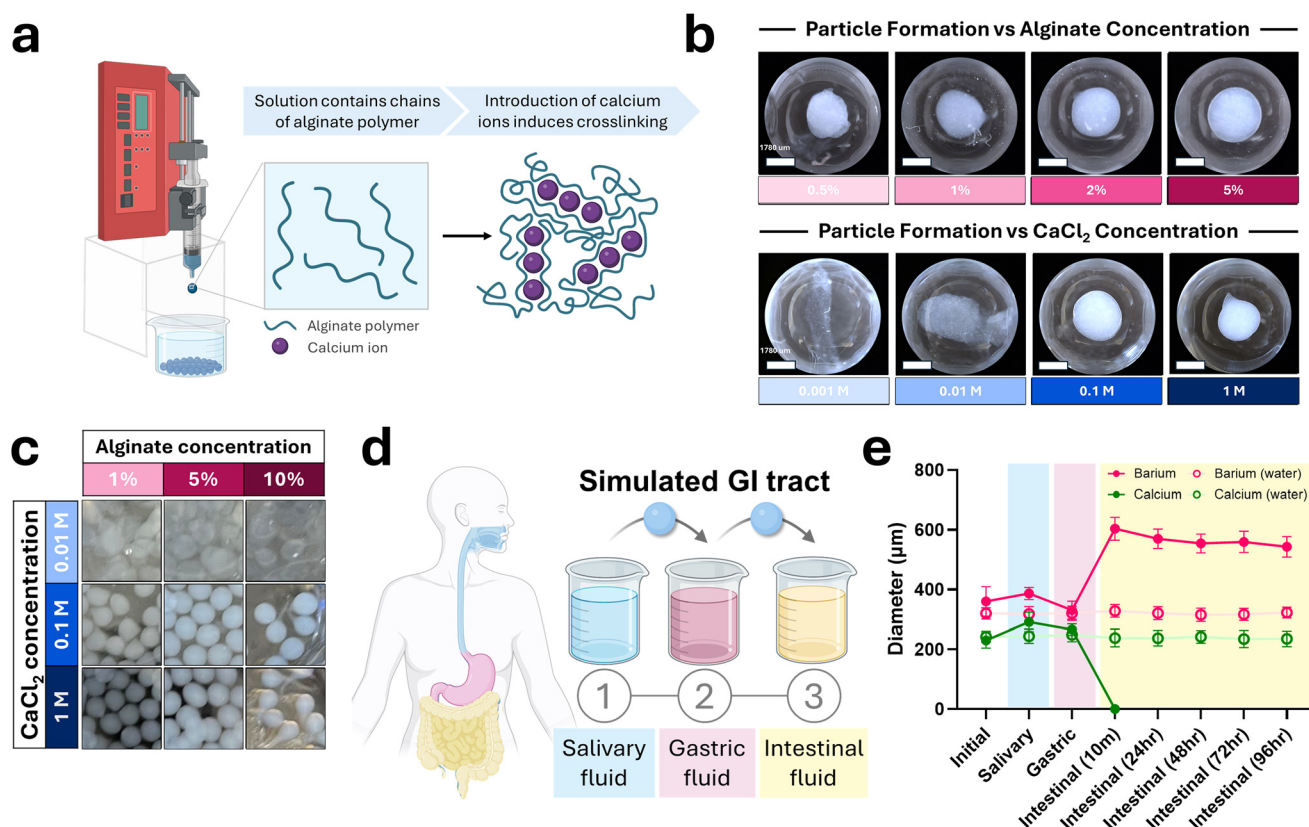 a
Solution contains chains
of alginate polymer
Introduction of calcium
ions induces crosslinking
Alginate polymer
Calcium ion
b
Particle Formation vs Alginate Concentration
1780 um
0.5%
1%
2%
5%
Particle Formation vs CaCl₂ Concentration
1780 um
0.001 M
0.01 M
0.1 M
1 M
c
Alginate concentration
1%
5%
10%
CaCl₂ concentration
0.01 M
0.1 M
1 M
d
Simulated GI tract
1
2
3
Salivary
fluid
Gastric
fluid
Intestinal
fluid
e
Barium
Barium (water)
Calcium
Calcium (water)
Diameter (µm)
800
600
400
200
0
Initial
Salivary
Gastric
Intestinal (10m)
Intestinal (24hr)
Intestinal (48hr)
Intestinal (72hr)
Intestinal (96hr)